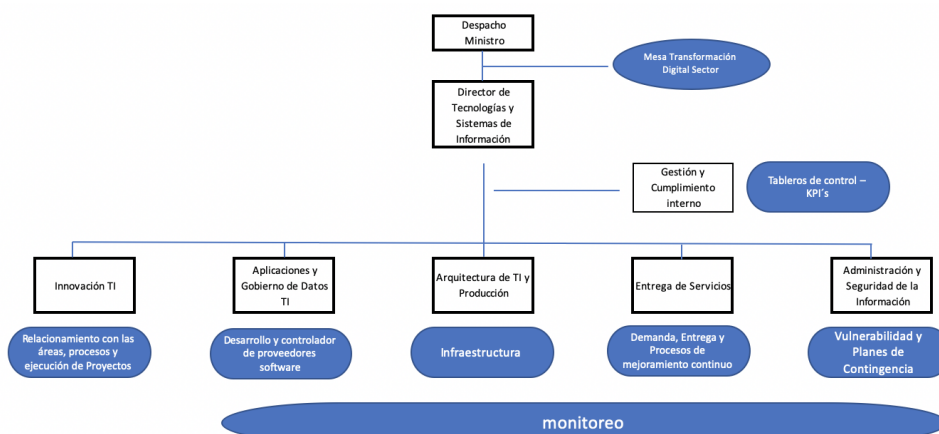 Despacho
Ministro
Mesa Transformación
Digital Sector
Director de
Tecnologías y
Sistemas de
Información
Gestión y
Cumplimiento
interno
Tableros de control –
KPI´s
Innovación TI
Aplicaciones y
Gobierno de Datos
TI
Arquitectura de TI y
Producción
Entrega de Servicios
Administración y
Seguridad de la
Información
Relacionamiento con las
áreas, procesos y
ejecución de Proyectos
Desarrollo y controlador
de proveedores
software
Infraestructura
Demanda, Entrega y
Procesos de
mejoramiento continuo
Vulnerabilidad y
Planes de
Contingencia
monitoreo